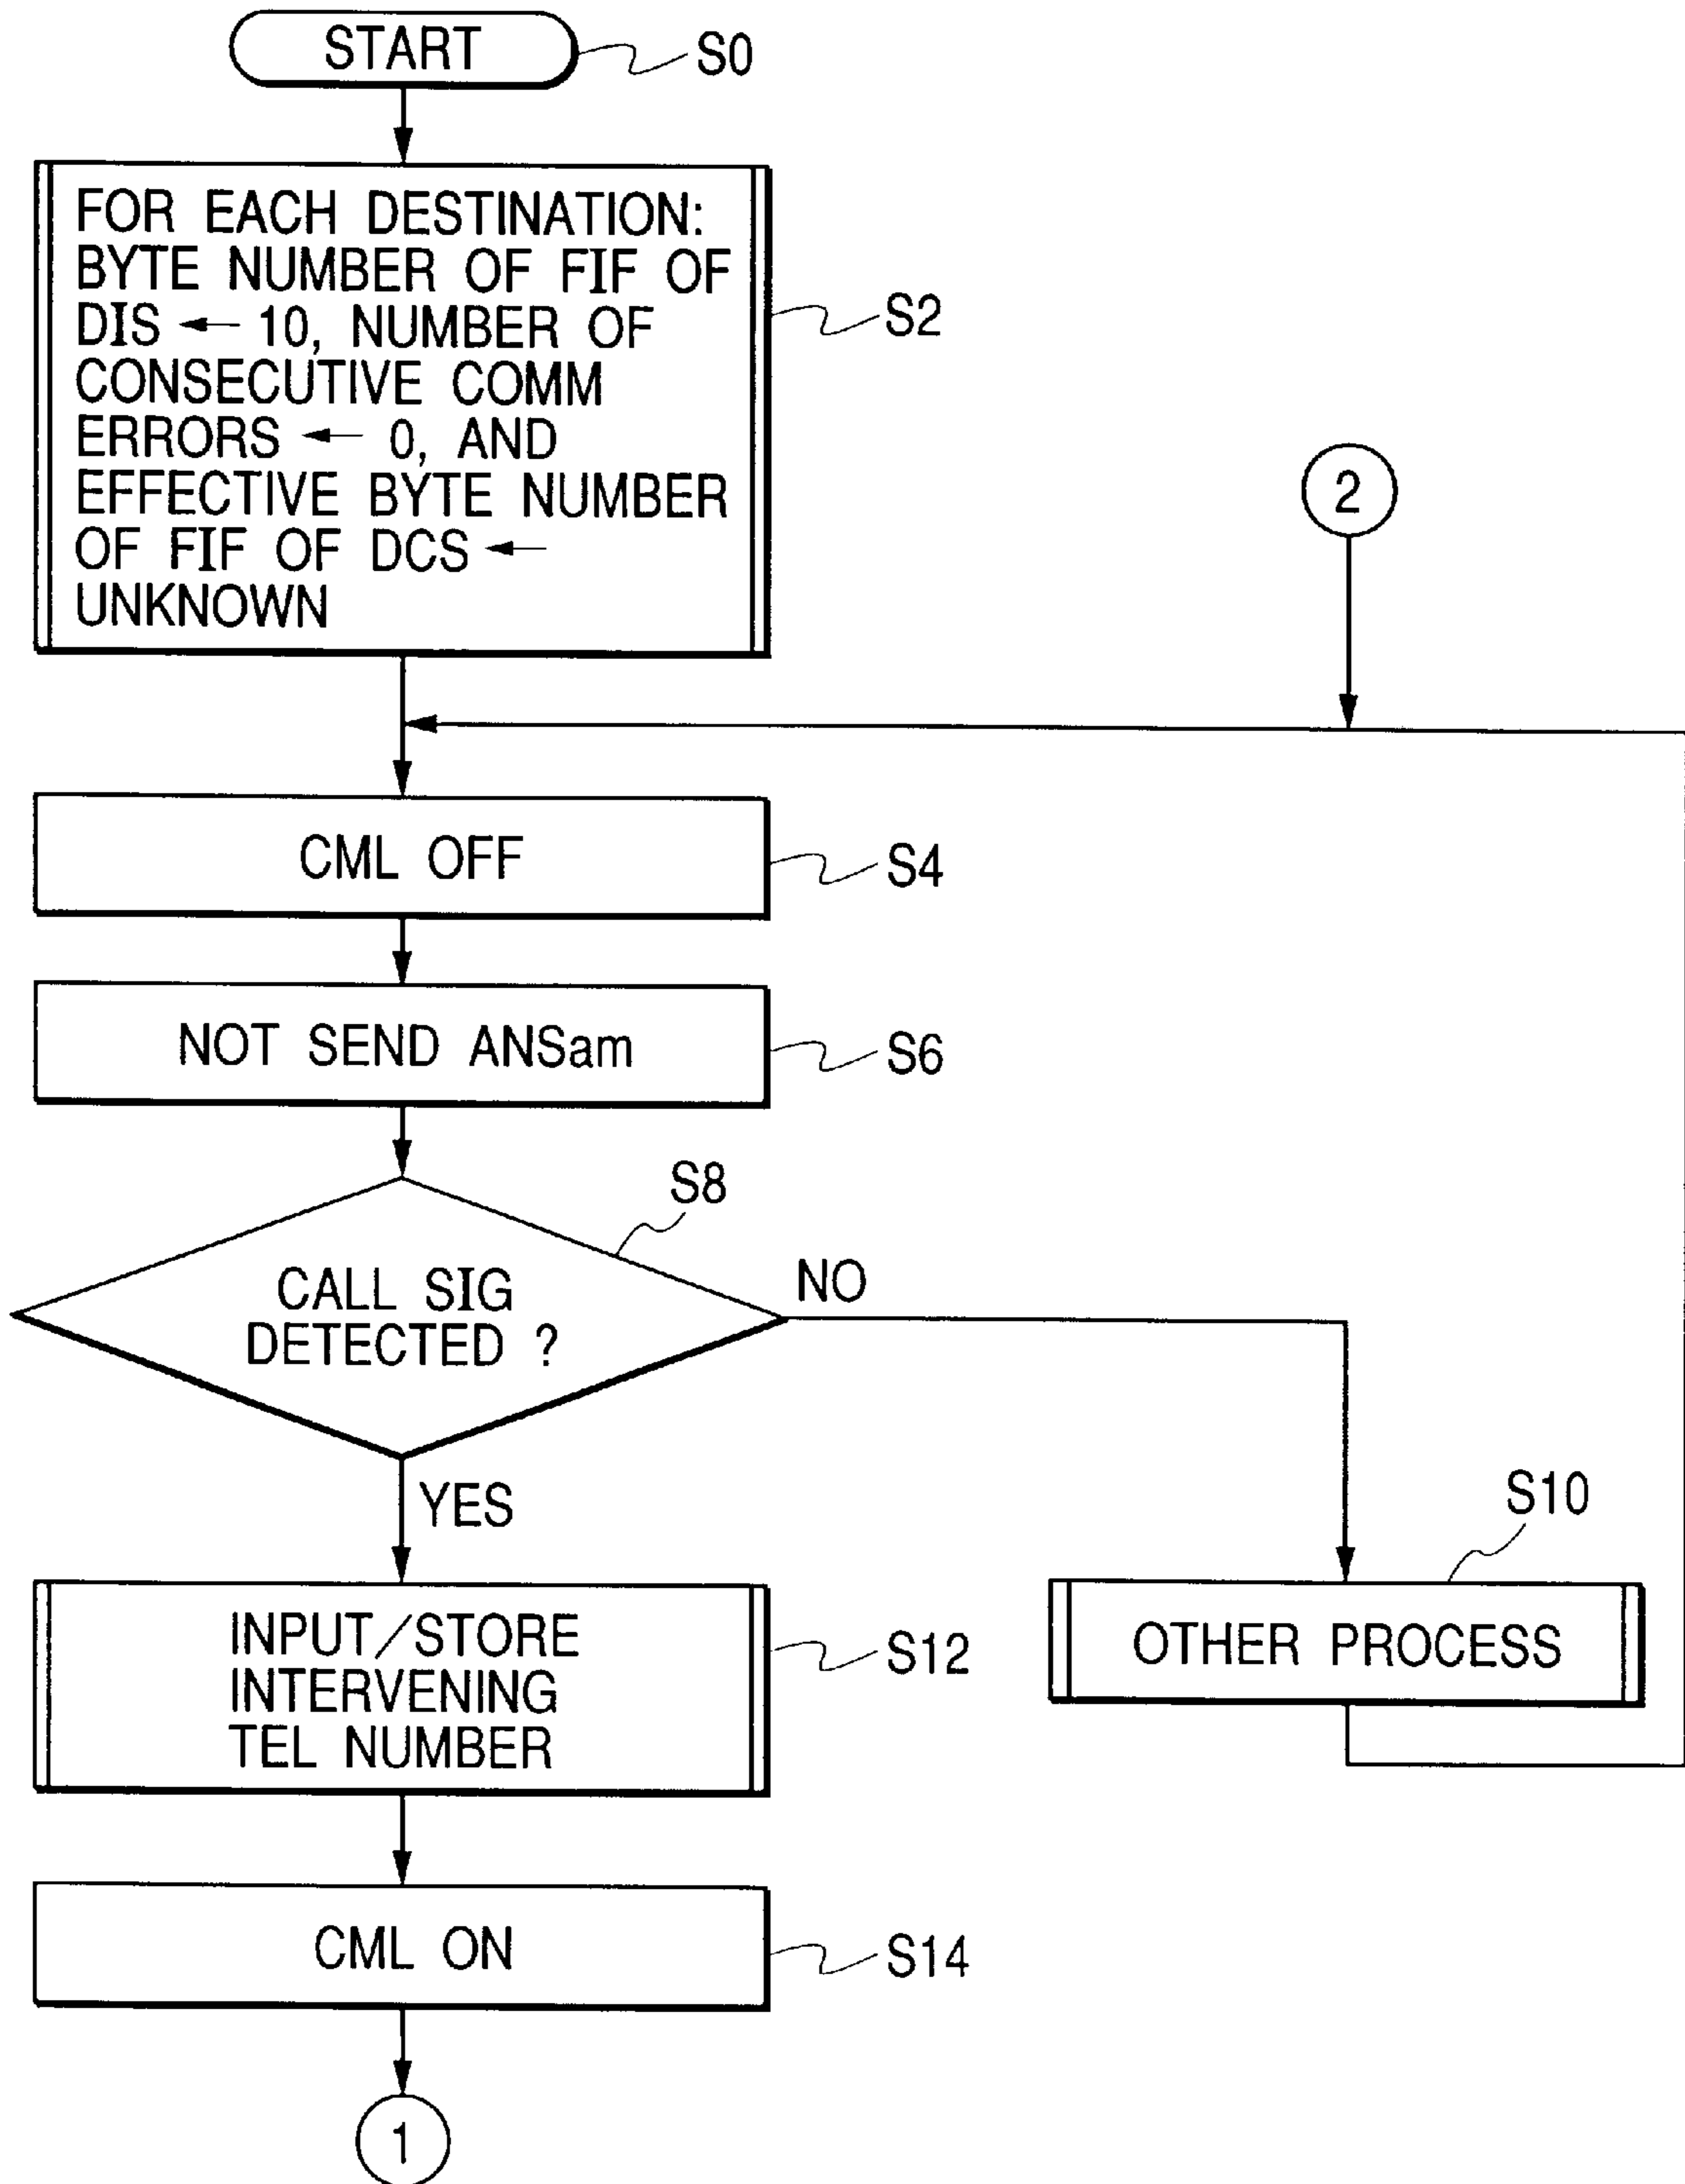 START
S0
FOR EACH DESTINATION:
BYTE NUMBER OF FIF OF
DIS ← 10, NUMBER OF
CONSECUTIVE COMM
ERRORS ← 0, AND
EFFECTIVE BYTE NUMBER
OF FIF OF DCS ←
UNKNOWN
S2
2
CML OFF
S4
NOT SEND ANSam
S6
S8
CALL SIG
DETECTED ?
NO
YES
S10
OTHER PROCESS
INPUT/STORE
INTERVENING
TEL NUMBER
S12
CML ON
S14
1